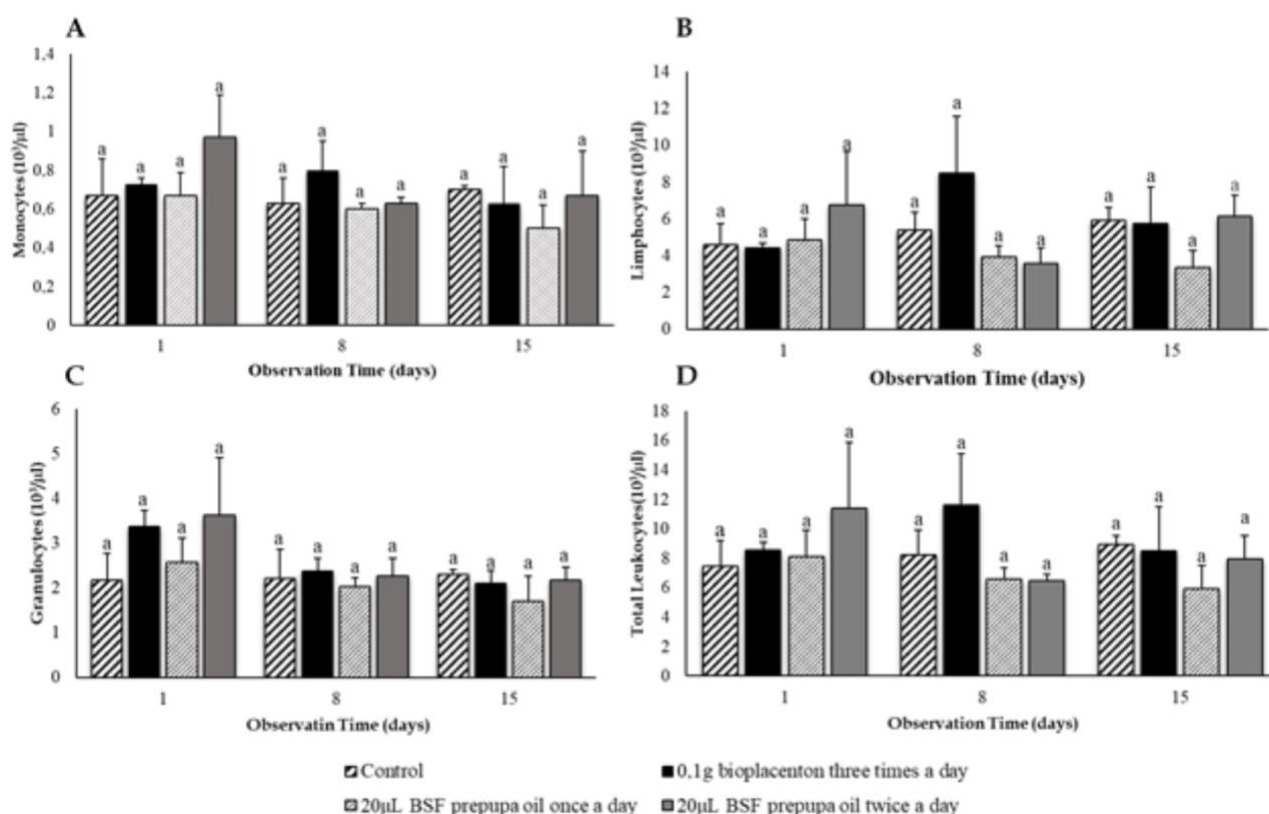 A
Monocytes (10³/µl)
1,4
1,2
1
0,8
0,6
0,4
0,2
0
a a a a a a a a a a a a
1 8 15
Observation Time (days)
B
Limphocytes (10³/µl)
14
12
10
8
6
4
2
0
a a a a a a a a a a a a
1 8 15
Observation Time (days)
C
Granulocytes (10³/µl)
6
5
4
3
2
1
0
a a a a a a a a a a a a
1 8 15
Observatin Time (days)
D
Total Leukocytes(10³/µl)
18
16
14
12
10
8
6
4
2
0
a a a a a a a a a a a a
1 8 15
Observation Time (days)
Control
0,1g bioplacenton three times a day
20µL BSF prepupa oil once a day
20µL BSF prepupa oil twice a day